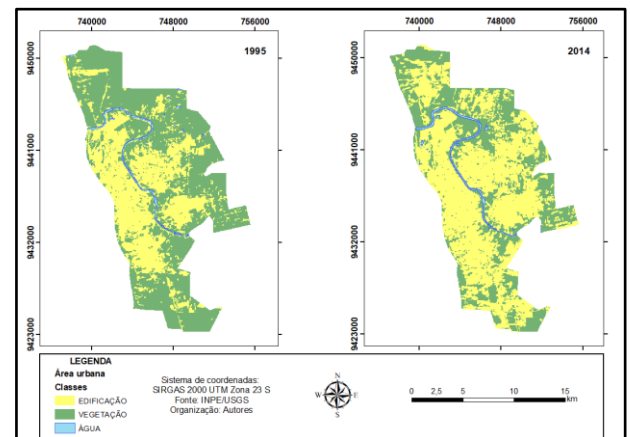 740000 748000 756000
740000 748000 756000
1995
2014
9450000
9441000
9432000
9423000
9450000
9441000
9432000
9423000
LEGENDA
Área urbana
Classes
EDIFICAÇÃO
VEGETAÇÃO
ÁGUA
Sistema de coordenadas:
SIRGAS 2000 UTM Zona 23 S
Fonte: INPE/USGS
Organização: Autores
N
W E
S
0 2,5 5 10 15
km